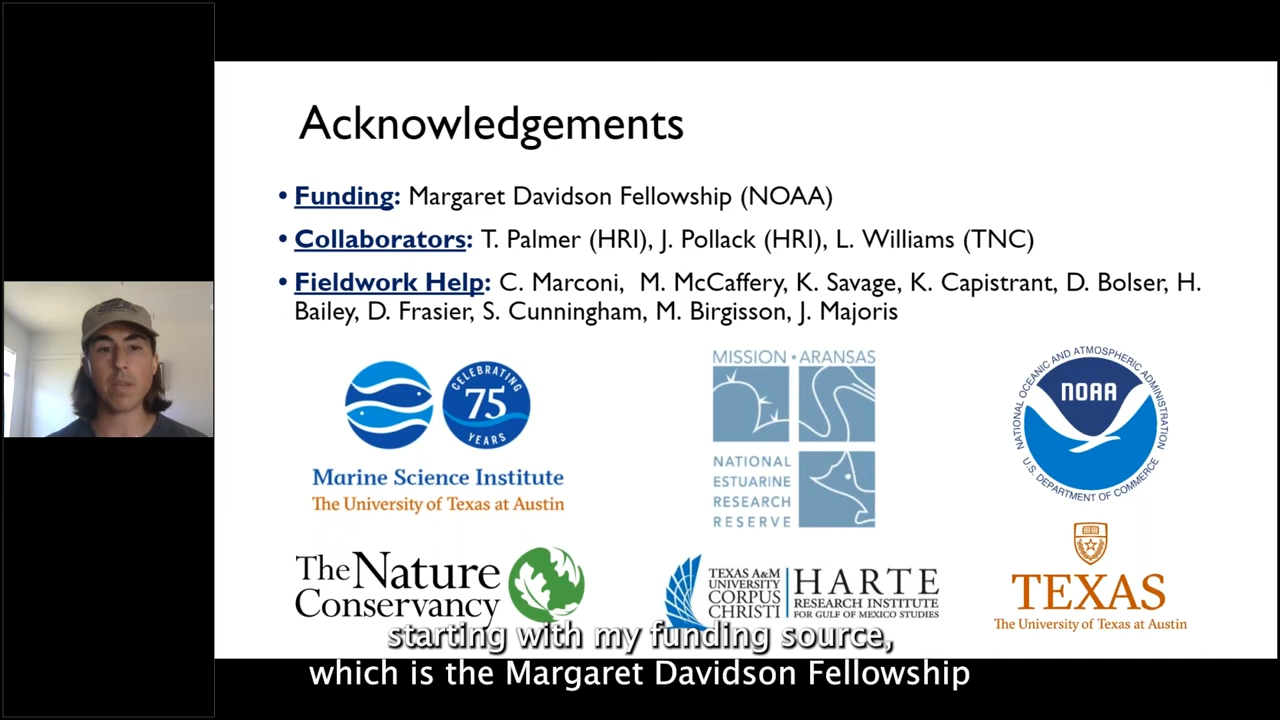 Acknowledgements
• Funding: Margaret Davidson Fellowship (NOAA)
• Collaborators: T. Palmer (HRI), J. Pollack (HRI), L. Williams (TNC)
• Fieldwork Help: C. Marconi, M. McCaffery, K. Savage, K. Capistrant, D. Bolser, H.
Bailey, D. Frasier, S. Cunningham, M. Birgisson, J. Majoris
CELEBRATING
75
YEARS
Marine Science Institute
The University of Texas at Austin
MISSION • ARANSAS
NATIONAL
ESTUARINE
RESEARCH
RESERVE
NATIONAL OCEANIC AND ATMOSPHERIC ADMINISTRATION
NOAA
U.S. DEPARTMENT OF COMMERCE
The Nature
Conservancy
TEXAS A&M
UNIVERSITY
CORPUS
CHRISTI
HARTE
RESEARCH INSTITUTE
FOR GULF OF MEXICO STUDIES
TEXAS
The University of Texas at Austin
starting with my funding source,
which is the Margaret Davidson Fellowship